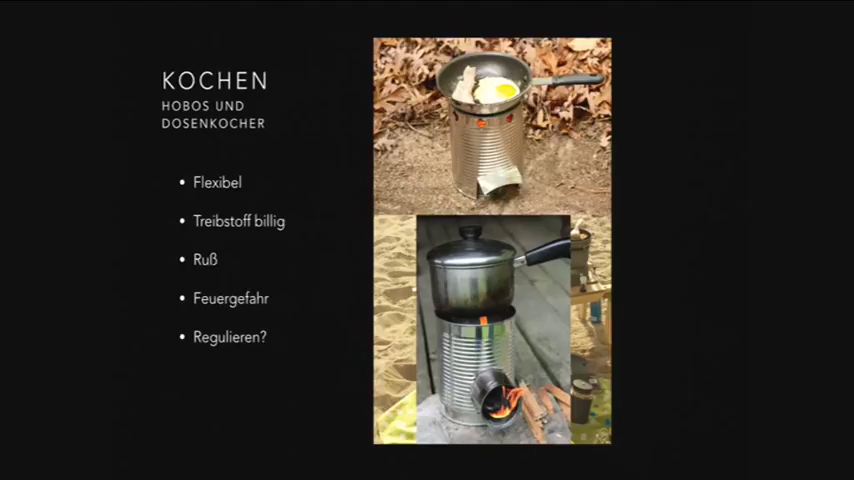 KOCHEN
HOBOS UND
DOSENKOCHER
• Flexibel
• Treibstoff billig
• Ruß
• Feuergefahr
• Regulieren?